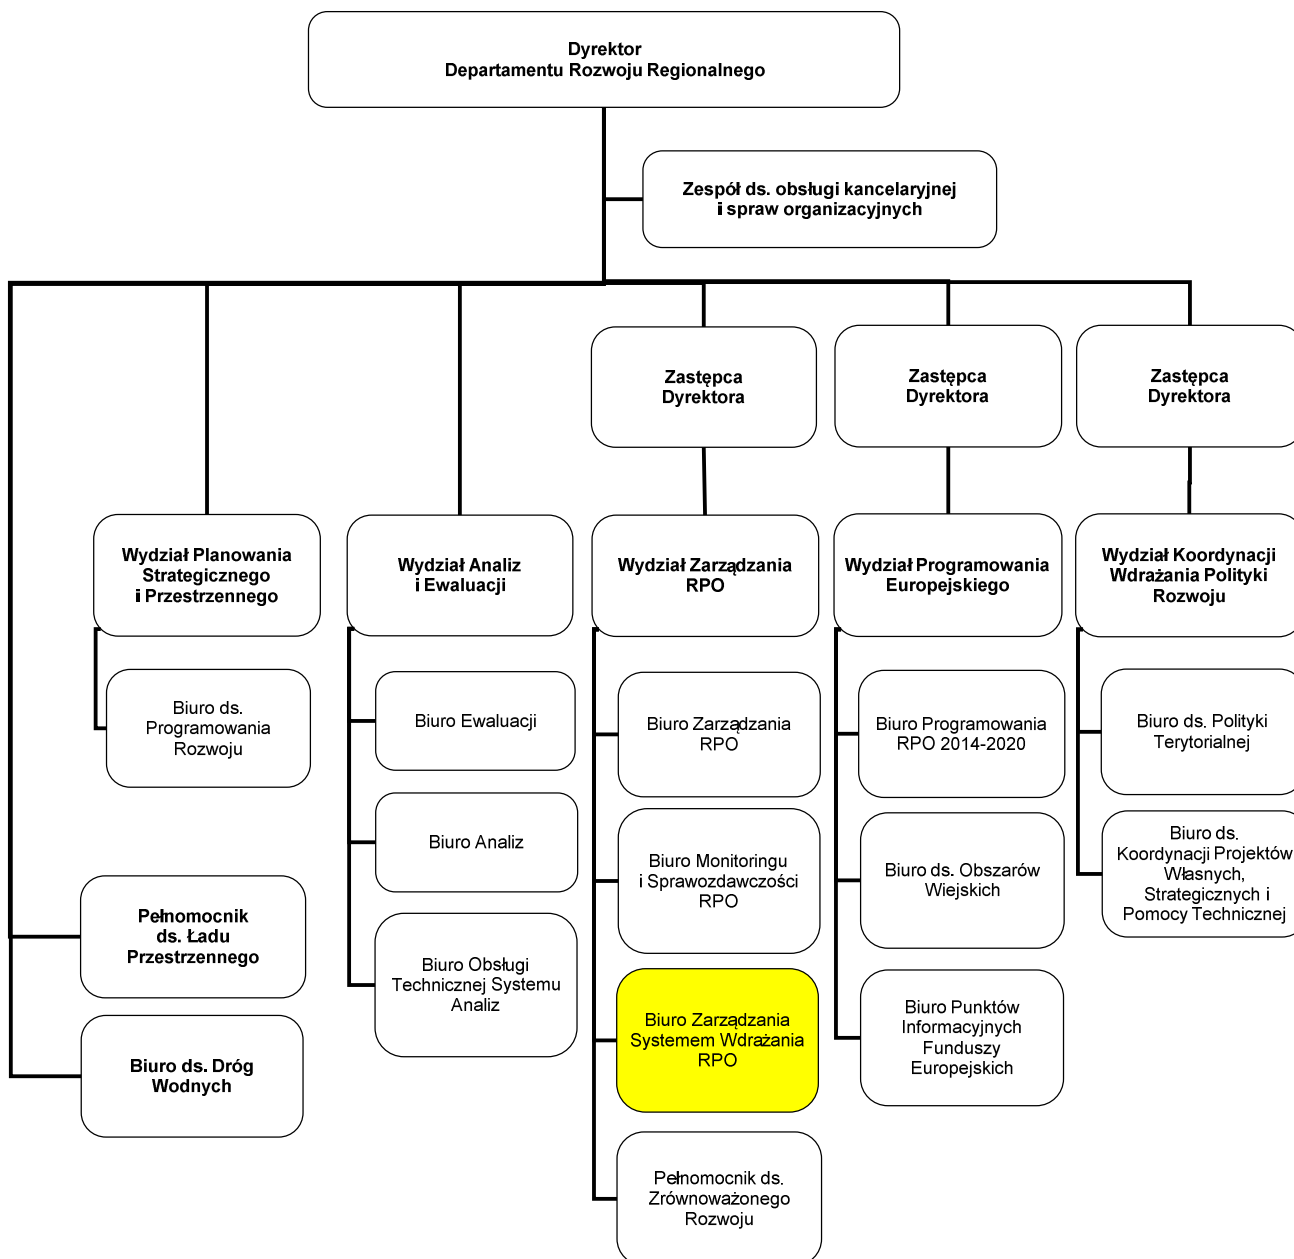 Dyrektor
Departamentu Rozwoju Regionalnego
Zespół ds. obsługi kancelaryjnej
i spraw organizacyjnych
Zastępca
Dyrektora
Zastępca
Dyrektora
Zastępca
Dyrektora
Wydział Planowania
Strategicznego
i Przestrzennego
Wydział Analiz
i Ewaluacji
Wydział Zarządzania
RPO
Wydział Programowania
Europejskiego
Wydział Koordynacji
Wdrażania Polityki
Rozwoju
Biuro ds.
Programowania
Rozwoju
Biuro Ewaluacji
Biuro Zarządzania
RPO
Biuro Programowania
RPO 2014-2020
Biuro ds. Polityki
Terytorialnej
Biuro Analiz
Biuro Monitoringu
i Sprawozdawczości
RPO
Biuro ds. Obszarów
Wiejskich
Biuro ds.
Koordynacji Projektów
Własnych,
Strategicznych i
Pomocy Technicznej
Pełnomocnik
ds. Ładu
Przestrzennego
Biuro Obsługi
Technicznej Systemu
Analiz
Biuro Zarządzania
Systemem Wdrażania
RPO
Biuro Punktów
Informacyjnych
Funduszy
Europejskich
Biuro ds. Dróg
Wodnych
Pełnomocnik ds.
Zrównoważonego
Rozwoju